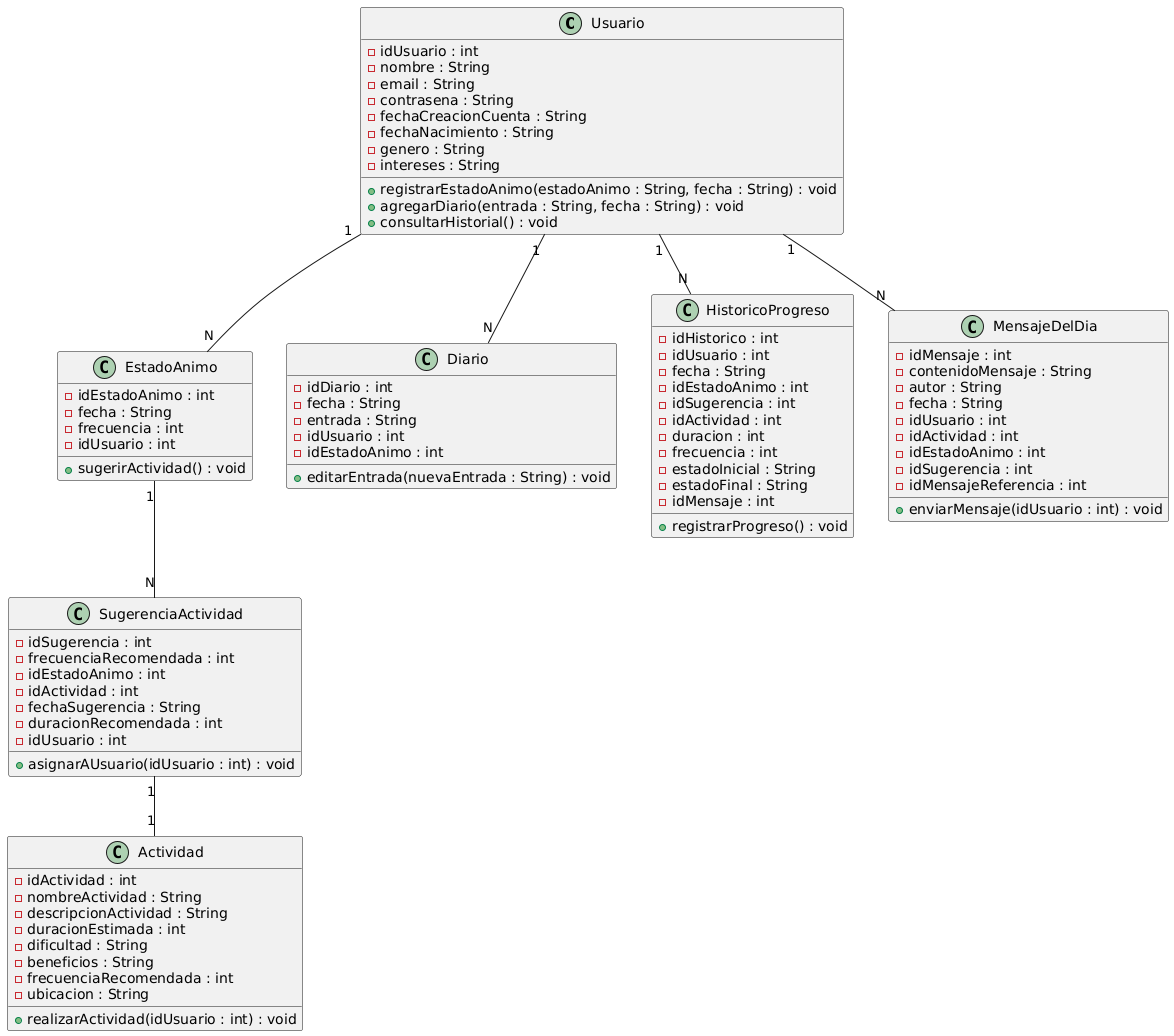 C Usuario
idUsuario : int
nombre : String
email : String
contrasena : String
fechaCreacionCuenta : String
fechaNacimiento : String
genero : String
intereses : String
registrarEstadoAnimo(estadoAnimo : String, fecha : String) : void
agregarDiario(entrada : String, fecha : String) : void
consultarHistorial() : void
1
1
1
1
N
N
N
N
C EstadoAnimo
idEstadoAnimo : int
fecha : String
frecuencia : int
idUsuario : int
sugerirActividad() : void
C Diario
idDiario : int
fecha : String
entrada : String
idUsuario : int
idEstadoAnimo : int
editarEntrada(nuevaEntrada : String) : void
C HistoricoProgreso
idHistorico : int
idUsuario : int
fecha : String
idEstadoAnimo : int
idSugerencia : int
idActividad : int
duracion : int
frecuencia : int
estadoInicial : String
estadoFinal : String
idMensaje : int
registrarProgreso() : void
C MensajeDelDia
idMensaje : int
contenidoMensaje : String
autor : String
fecha : String
idUsuario : int
idActividad : int
idEstadoAnimo : int
idSugerencia : int
idMensajeReferencia : int
enviarMensaje(idUsuario : int) : void
1
N
C SugerenciaActividad
idSugerencia : int
frecuenciaRecomendada : int
idEstadoAnimo : int
idActividad : int
fechaSugerencia : String
duracionRecomendada : int
idUsuario : int
asignarAUsuario(idUsuario : int) : void
1
1
C Actividad
idActividad : int
nombreActividad : String
descripcionActividad : String
duracionEstimada : int
dificultad : String
beneficios : String
frecuenciaRecomendada : int
ubicacion : String
realizarActividad(idUsuario : int) : void